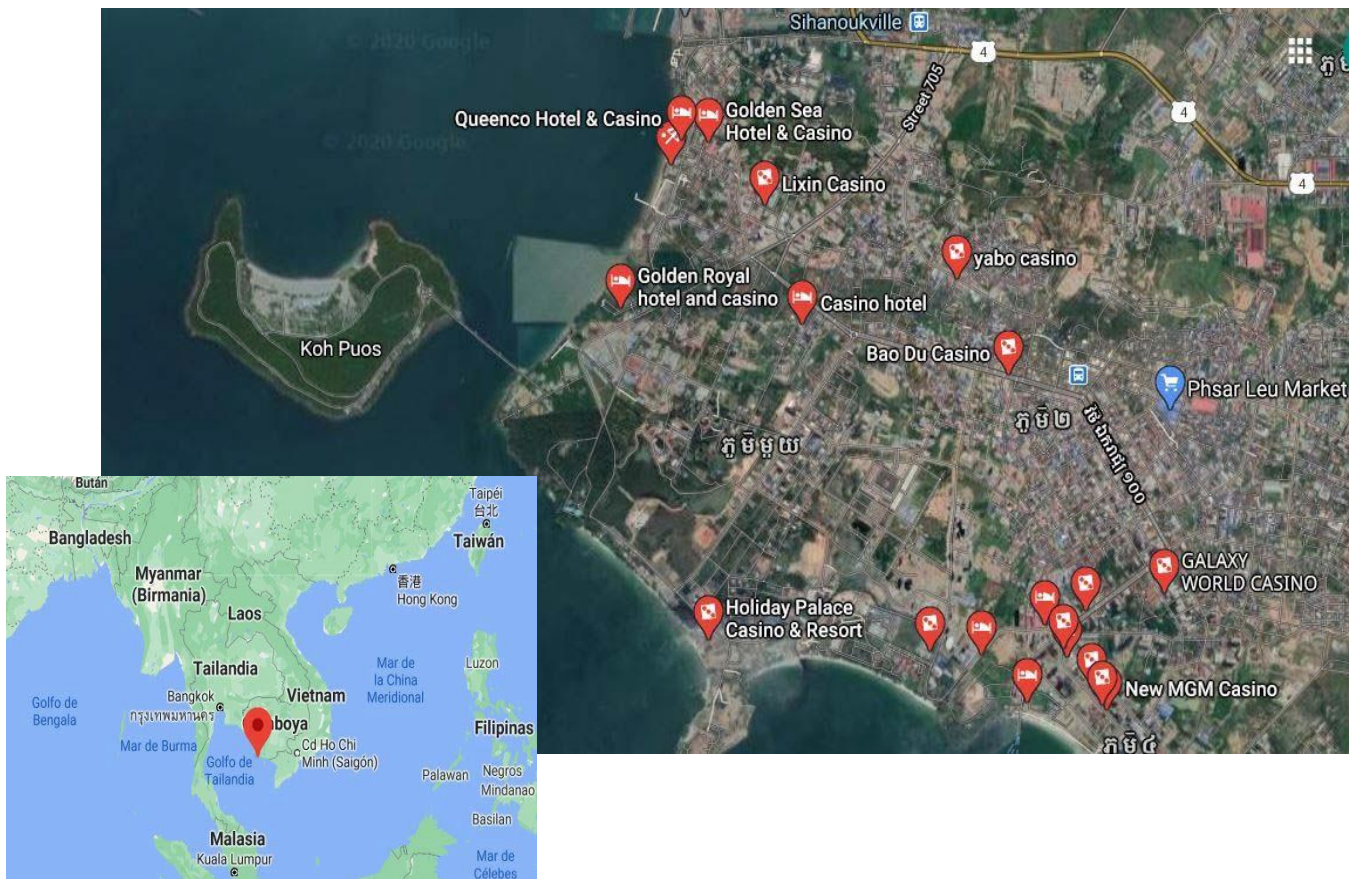 © 2020 Google
© 2020 Google
Sihanoukville
4
Street 705
4
4
Queenco Hotel & Casino
Golden Sea
Hotel & Casino
Lixin Casino
yabo casino
Golden Royal
hotel and casino
Casino hotel
Koh Puos
Bao Du Casino
Phsar Leu Market
ភូមិ២
ភូមិមួយ
GALAXY
WORLD CASINO
Holiday Palace
Casino & Resort
New MGM Casino
ភូមិ៤
Bután
Taipéi
台北
Bangladesh
Taiwán
Myanmar
(Birmania)
香港
Hong Kong
Laos
Tailandia
Mar de
la China
Meridional
Luzon
Golfo de
Bengala
Bangkok
กรุงเทพมหานคร
Vietnam
boya
Filipinas
Mar de Burma
Golfo de
Tailandia
Cd Ho Chi
Minh (Saigón)
Palawan
Negros
Mindanao
Basilan
Malasia
Kuala Lumpur
Mar de
Célebes